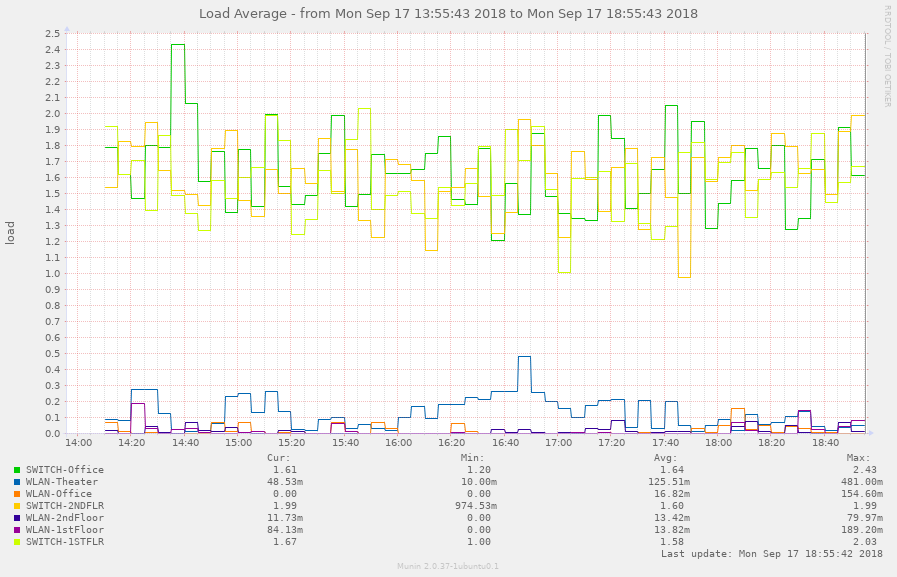 Load Average - from Mon Sep 17 13:55:43 2018 to Mon Sep 17 18:55:43 2018
RRDTOOL / TOBI OETIKER
load
2.5
2.4
2.3
2.2
2.1
2.0
1.9
1.8
1.7
1.6
1.5
1.4
1.3
1.2
1.1
1.0
0.9
0.8
0.7
0.6
0.5
0.4
0.3
0.2
0.1
0.0
14:00 14:20 14:40 15:00 15:20 15:40 16:00 16:20 16:40 17:00 17:20 17:40 18:00 18:20 18:40
Cur: Min: Avg: Max:
SWITCH-Office 1.61 1.20 1.64 2.43
WLAN-Theater 48.53m 10.00m 125.51m 481.00m
WLAN-Office 0.00 0.00 16.82m 154.60m
SWITCH-2NDFLR 1.99 974.53m 1.60 1.99
WLAN-2ndFloor 11.73m 0.00 13.42m 79.97m
WLAN-1stFloor 84.13m 0.00 13.82m 189.20m
SWITCH-1STFLR 1.67 1.00 1.58 2.03
Last update: Mon Sep 17 18:55:42 2018
Munin 2.0.37-1ubuntu0.1